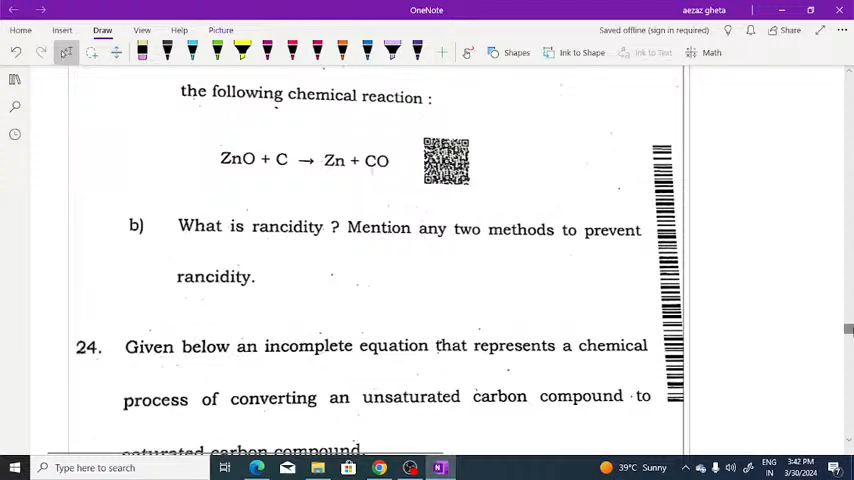 OneNote
aezaz gheta
Home Insert Draw View Help Picture
Saved offline (sign in required)
Share
Shapes Ink to Shape Ink to Text Math
the following chemical reaction :
ZnO + C → Zn + CO
b) What is rancidity ? Mention any two methods to prevent
rancidity.
24. Given below an incomplete equation that represents a chemical
process of converting an unsaturated carbon compound to
saturated carbon compound.
Type here to search
39°C Sunny
ENG
IN
3:42 PM
3/30/2024
7